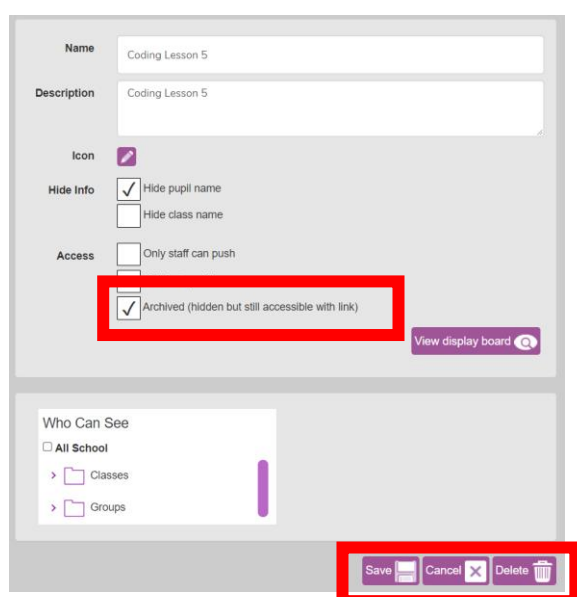 Name
Coding Lesson 5
Description
Coding Lesson 5
Icon
Hide Info
Hide pupil name
Hide class name
Access
Only staff can push
Archived (hidden but still accessible with link)
View display board
Who Can See
All School
Classes
Groups
Save
Cancel
Delete